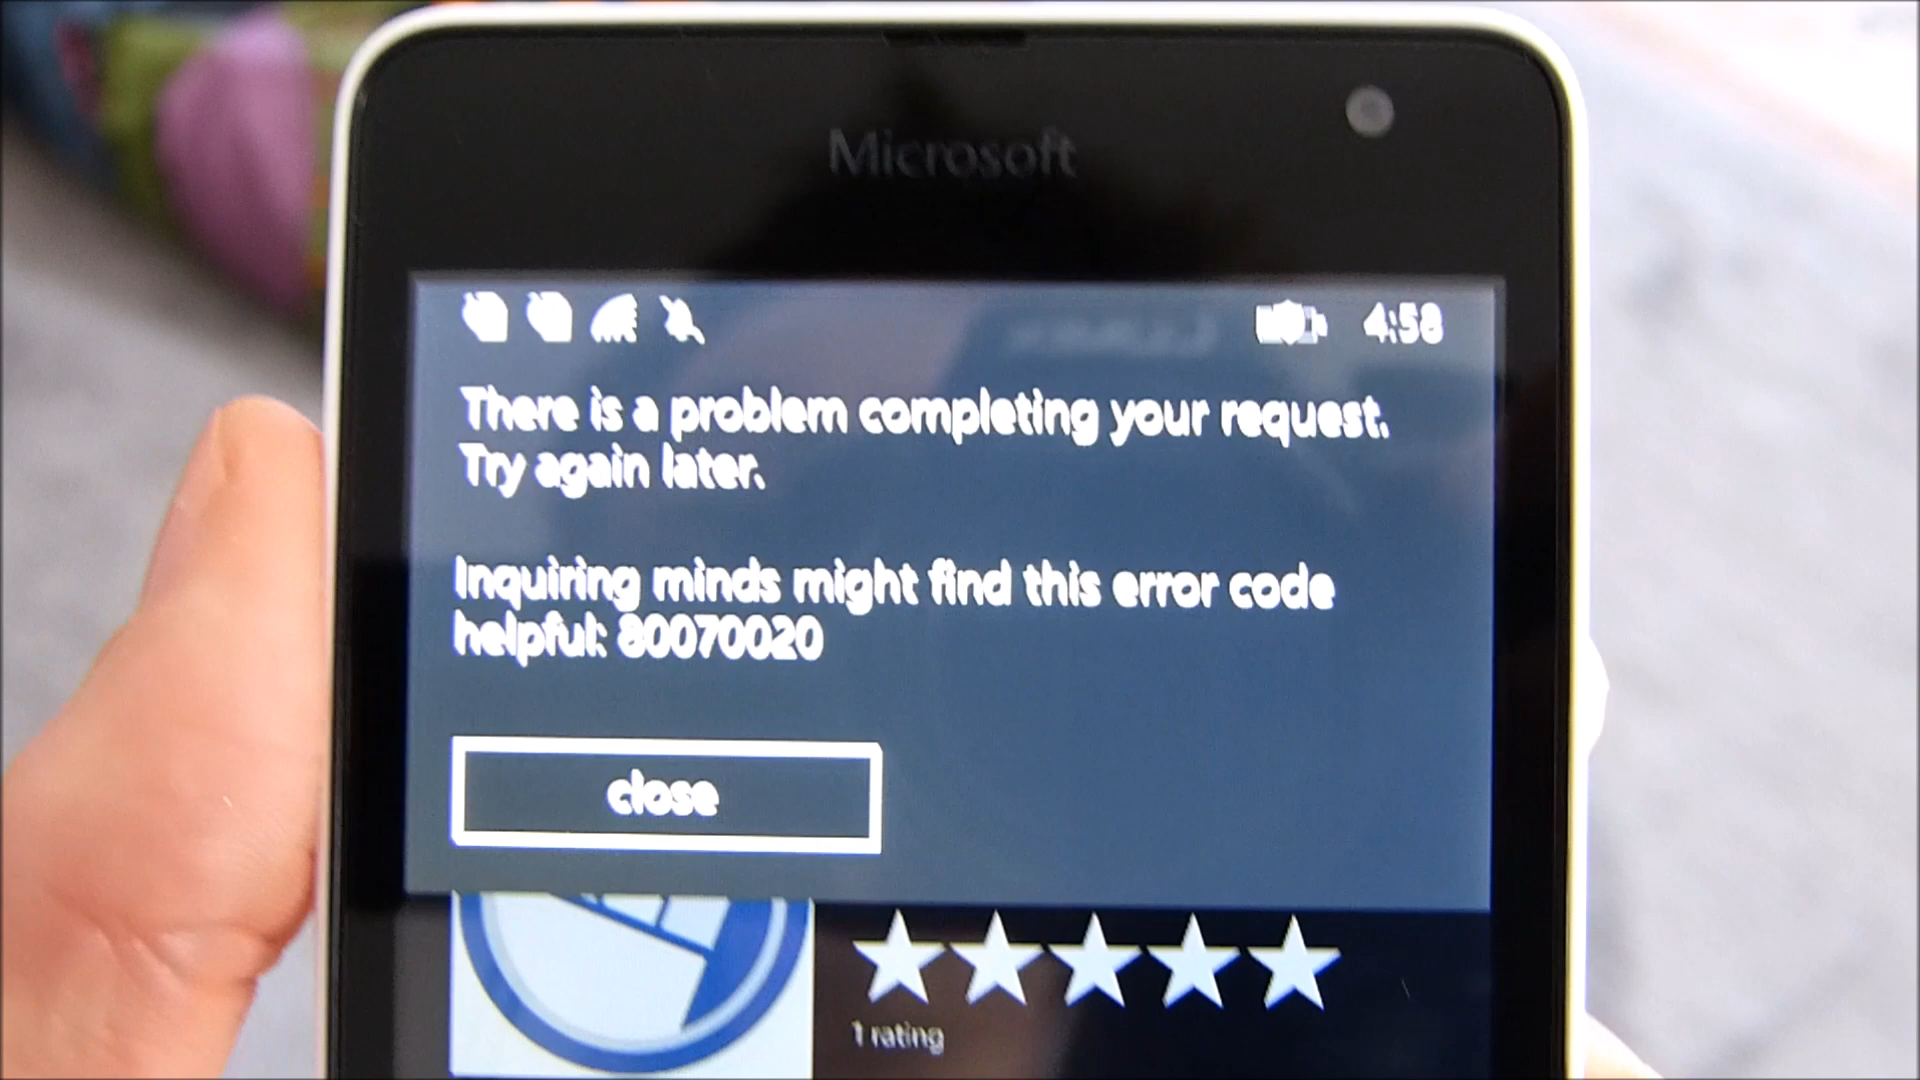 Microsoft
4:58
There is a problem completing your request.
Try again later.
Inquiring minds might find this error code
helpful: 80070020
close
1 rating